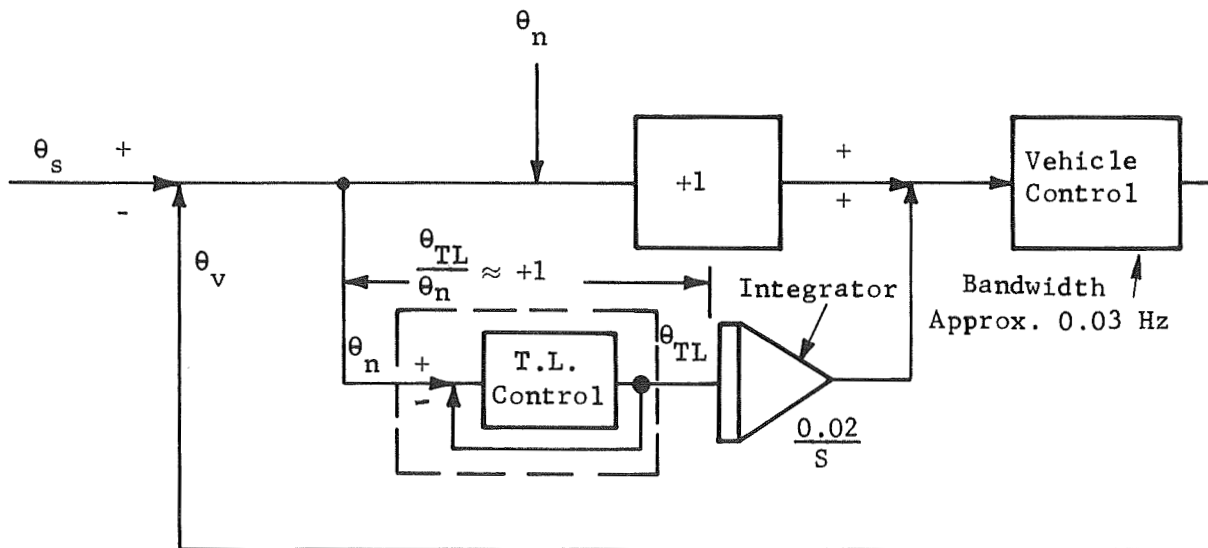 θn
θs
+
-
θv
+1
+
+
Vehicle
Control
θTL
θn
≈ +1
Integrator
Bandwidth
Approx. 0.03 Hz
θn
+
-
T.L.
Control
θTL
0.02
S